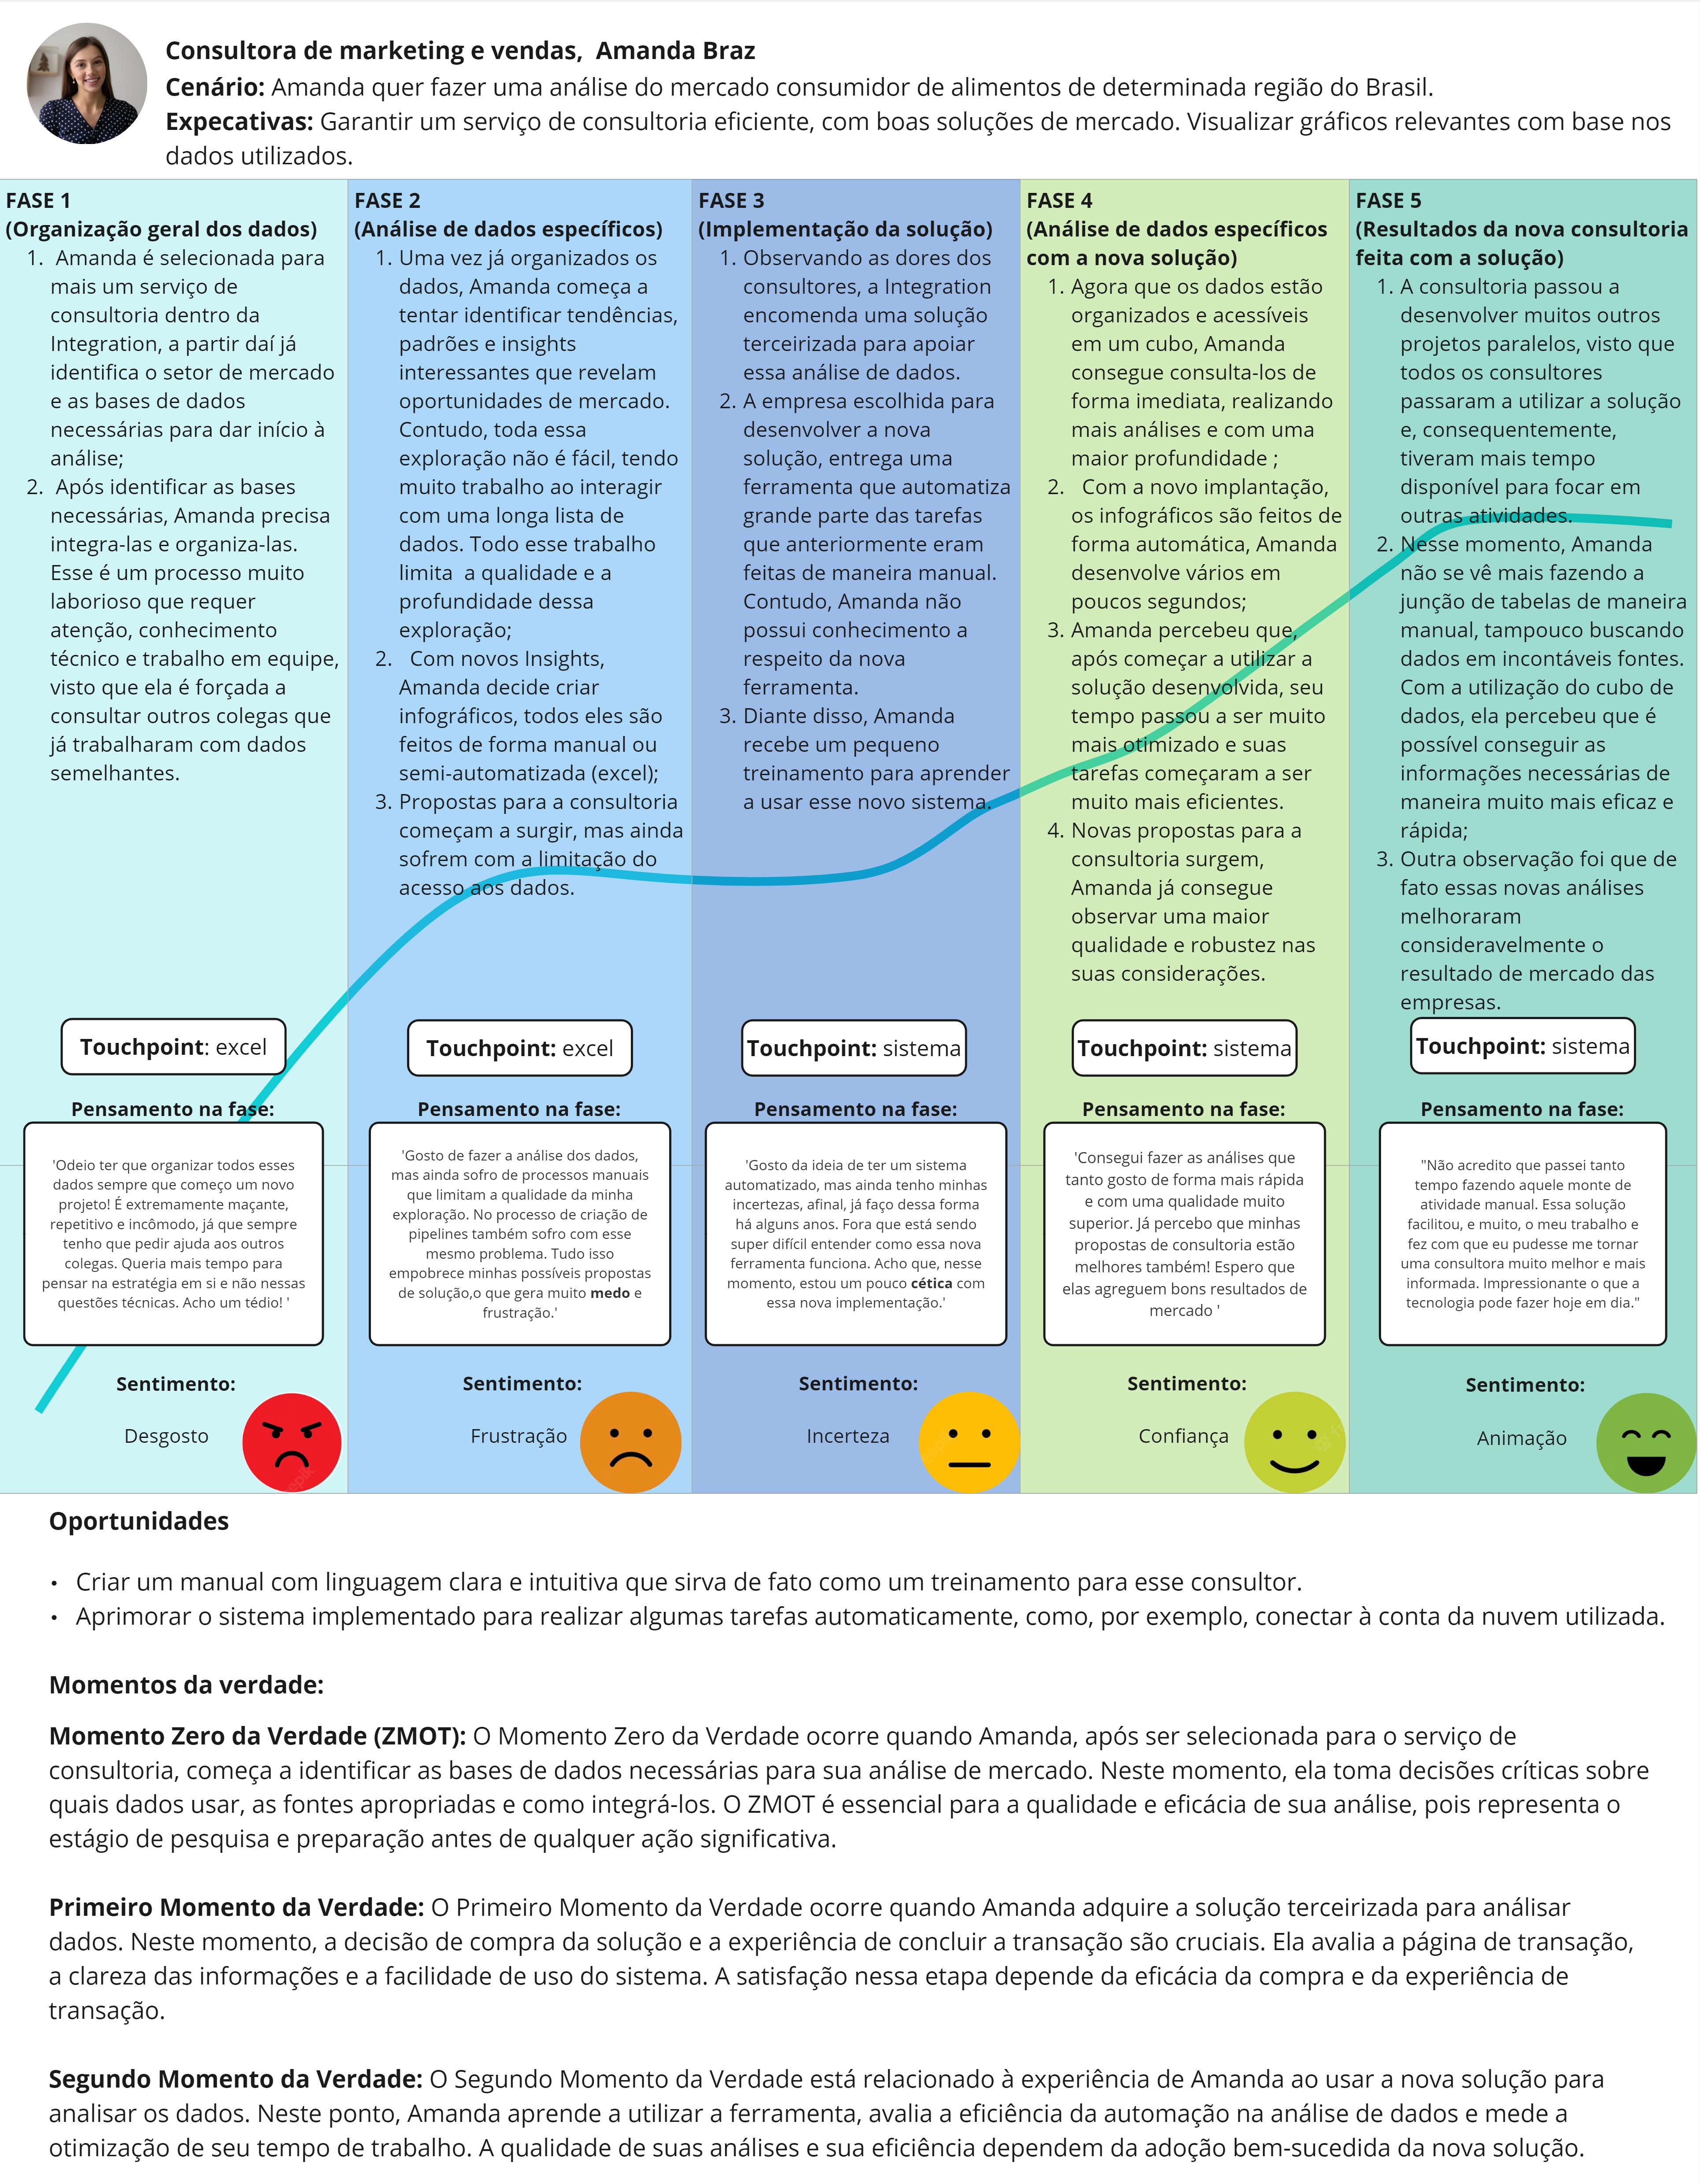 Consultora de marketing e vendas,  Amanda Braz
Cenário: Amanda quer fazer uma análise do mercado consumidor de alimentos de determinada região do Brasil.
Expecativas: Garantir um serviço de consultoria eficiente, com boas soluções de mercado. Visualizar gráficos relevantes com base nos
dados utilizados.
FASE 1
(Organização geral dos dados)
1. Amanda é selecionada para
mais um serviço de
consultoria dentro da
Integration, a partir daí já
identifica o setor de mercado
e as bases de dados
necessárias para dar início à
análise;
2. Após identificar as bases
necessárias, Amanda precisa
integra-las e organiza-las.
Esse é um processo muito
laborioso que requer
atenção, conhecimento
técnico e trabalho em equipe,
visto que ela é forçada a
consultar outros colegas que
já trabalharam com dados
semelhantes.
Touchpoint: excel
Pensamento na fase:
'Odeio ter que organizar todos esses
dados sempre que começo um novo
projeto! É extremamente maçante,
repetitivo e incômodo, já que sempre
tenho que pedir ajuda aos outros
colegas. Queria mais tempo para
pensar na estratégia em si e não nessas
questões técnicas. Acho um tédio! '
Sentimento:
Desgosto
FASE 2
(Análise de dados específicos)
1. Uma vez já organizados os
dados, Amanda começa a
tentar identificar tendências,
padrões e insights
interessantes que revelam
oportunidades de mercado.
Contudo, toda essa
exploração não é fácil, tendo
muito trabalho ao interagir
com uma longa lista de
dados. Todo esse trabalho
limita  a qualidade e a
profundidade dessa
exploração;
2. Com novos Insights,
Amanda decide criar
infográficos, todos eles são
feitos de forma manual ou
semi-automatizada (excel);
3. Propostas para a consultoria
começam a surgir, mas ainda
sofrem com a limitação do
acesso aos dados.
Touchpoint: excel
Pensamento na fase:
'Gosto de fazer a análise dos dados,
mas ainda sofro de processos manuais
que limitam a qualidade da minha
exploração. No processo de criação de
pipelines também sofro com esse
mesmo problema. Tudo isso
empobrece minhas possíveis propostas
de solução,o que gera muito medo e
frustração.'
Sentimento:
Frustração
FASE 3
(Implementação da solução)
1. Observando as dores dos
consultores, a Integration
encomenda uma solução
terceirizada para apoiar
essa análise de dados.
2. A empresa escolhida para
desenvolver a nova
solução, entrega uma
ferramenta que automatiza
grande parte das tarefas
que anteriormente eram
feitas de maneira manual.
Contudo, Amanda não
possui conhecimento a
respeito da nova
ferramenta.
3. Diante disso, Amanda
recebe um pequeno
treinamento para aprender
a usar esse novo sistema.
Touchpoint: sistema
Pensamento na fase:
'Gosto da ideia de ter um sistema
automatizado, mas ainda tenho minhas
incertezas, afinal, já faço dessa forma
há alguns anos. Fora que está sendo
super difícil entender como essa nova
ferramenta funciona. Acho que, nesse
momento, estou um pouco cética com
essa nova implementação.'
Sentimento:
Incerteza
FASE 4
(Análise de dados específicos
com a nova solução)
1. Agora que os dados estão
organizados e acessíveis
em um cubo, Amanda
consegue consulta-los de
forma imediata, realizando
mais análises e com uma
maior profundidade ;
2. Com a novo implantação,
os infográficos são feitos de
forma automática, Amanda
desenvolve vários em
poucos segundos;
3. Amanda percebeu que,
após começar a utilizar a
solução desenvolvida, seu
tempo passou a ser muito
mais otimizado e suas
tarefas começaram a ser
muito mais eficientes.
4. Novas propostas para a
consultoria surgem,
Amanda já consegue
observar uma maior
qualidade e robustez nas
suas considerações.
Touchpoint: sistema
Pensamento na fase:
'Consegui fazer as análises que
tanto gosto de forma mais rápida
e com uma qualidade muito
superior. Já percebo que minhas
propostas de consultoria estão
melhores também! Espero que
elas agreguem bons resultados de
mercado '
Sentimento:
Confiança
FASE 5
(Resultados da nova consultoria
feita com a solução)
1. A consultoria passou a
desenvolver muitos outros
projetos paralelos, visto que
todos os consultores
passaram a utilizar a solução
e, consequentemente,
tiveram mais tempo
disponível para focar em
outras atividades.
2. Nesse momento, Amanda
não se vê mais fazendo a
junção de tabelas de maneira
manual, tampouco buscando
dados em incontáveis fontes.
Com a utilização do cubo de
dados, ela percebeu que é
possível conseguir as
informações necessárias de
maneira muito mais eficaz e
rápida;
3. Outra observação foi que de
fato essas novas análises
melhoraram
consideravelmente o
resultado de mercado das
empresas.
Touchpoint: sistema
Pensamento na fase:
"Não acredito que passei tanto
tempo fazendo aquele monte de
atividade manual. Essa solução
facilitou, e muito, o meu trabalho e
fez com que eu pudesse me tornar
uma consultora muito melhor e mais
informada. Impressionante o que a
tecnologia pode fazer hoje em dia."
Sentimento:
Animação
Oportunidades
• Criar um manual com linguagem clara e intuitiva que sirva de fato como um treinamento para esse consultor.
• Aprimorar o sistema implementado para realizar algumas tarefas automaticamente, como, por exemplo, conectar à conta da nuvem utilizada.
Momentos da verdade:
Momento Zero da Verdade (ZMOT): O Momento Zero da Verdade ocorre quando Amanda, após ser selecionada para o serviço de
consultoria, começa a identificar as bases de dados necessárias para sua análise de mercado. Neste momento, ela toma decisões críticas sobre
quais dados usar, as fontes apropriadas e como integrá-los. O ZMOT é essencial para a qualidade e eficácia de sua análise, pois representa o
estágio de pesquisa e preparação antes de qualquer ação significativa.
Primeiro Momento da Verdade: O Primeiro Momento da Verdade ocorre quando Amanda adquire a solução terceirizada para análisar
dados. Neste momento, a decisão de compra da solução e a experiência de concluir a transação são cruciais. Ela avalia a página de transação,
a clareza das informações e a facilidade de uso do sistema. A satisfação nessa etapa depende da eficácia da compra e da experiência de
transação.
Segundo Momento da Verdade: O Segundo Momento da Verdade está relacionado à experiência de Amanda ao usar a nova solução para
analisar os dados. Neste ponto, Amanda aprende a utilizar a ferramenta, avalia a eficiência da automação na análise de dados e mede a
otimização de seu tempo de trabalho. A qualidade de suas análises e sua eficiência dependem da adoção bem-sucedida da nova solução.